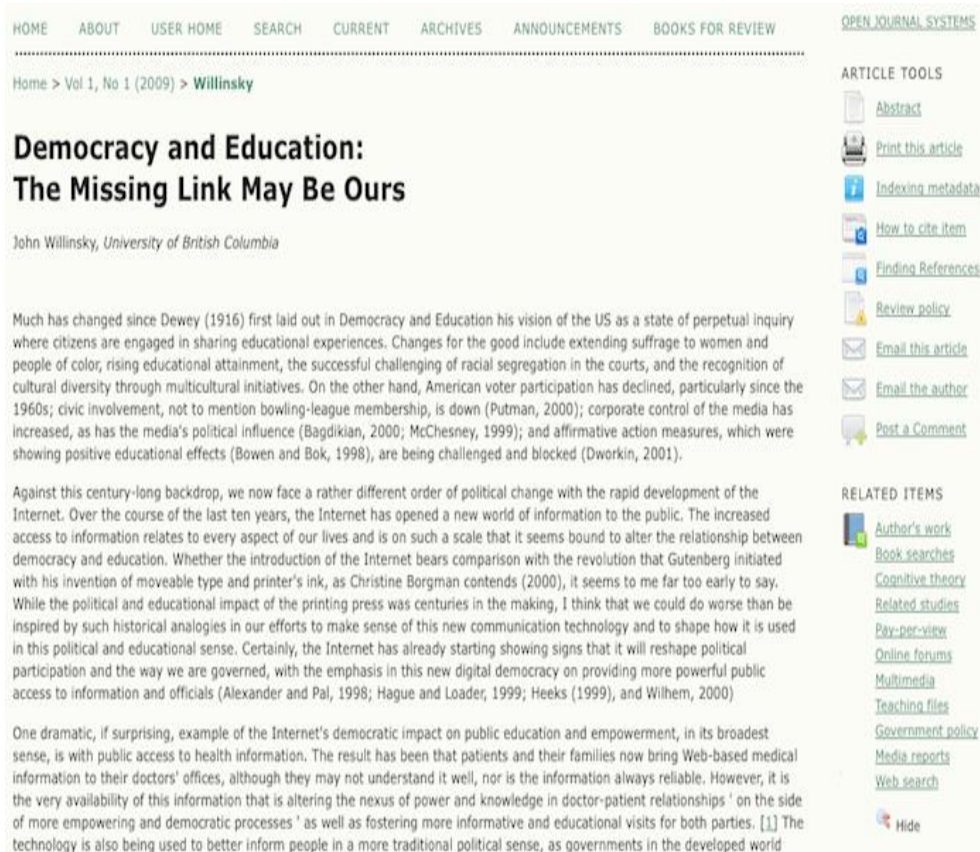 HOME ABOUT USER HOME SEARCH CURRENT ARCHIVES ANNOUNCEMENTS BOOKS FOR REVIEW
Home > Vol 1, No 1 (2009) > Willinsky
Democracy and Education:
The Missing Link May Be Ours
John Willinsky, University of British Columbia
Much has changed since Dewey (1916) first laid out in Democracy and Education his vision of the US as a state of perpetual inquiry
where citizens are engaged in sharing educational experiences. Changes for the good include extending suffrage to women and
people of color, rising educational attainment, the successful challenging of racial segregation in the courts, and the recognition of
cultural diversity through multicultural initiatives. On the other hand, American voter participation has declined, particularly since the
1960s; civic involvement, not to mention bowling-league membership, is down (Putman, 2000); corporate control of the media has
increased, as has the media's political influence (Bagdikian, 2000; McChesney, 1999); and affirmative action measures, which were
showing positive educational effects (Bowen and Bok, 1998), are being challenged and blocked (Dworkin, 2001).
Against this century-long backdrop, we now face a rather different order of political change with the rapid development of the
Internet. Over the course of the last ten years, the Internet has opened a new world of information to the public. The increased
access to information relates to every aspect of our lives and is on such a scale that it seems bound to alter the relationship between
democracy and education. Whether the introduction of the Internet bears comparison with the revolution that Gutenberg initiated
with his invention of moveable type and printer's ink, as Christine Borgman contends (2000), it seems to me far too early to say.
While the political and educational impact of the printing press was centuries in the making, I think that we could do worse than be
inspired by such historical analogies in our efforts to make sense of this new communication technology and to shape how it is used
in this political and educational sense. Certainly, the Internet has already starting showing signs that it will reshape political
participation and the way we are governed, with the emphasis in this new digital democracy on providing more powerful public
access to information and officials (Alexander and Pal, 1998; Hague and Loader, 1999; Heeks (1999), and Wilhem, 2000)
One dramatic, if surprising, example of the Internet's democratic impact on public education and empowerment, in its broadest
sense, is with public access to health information. The result has been that patients and their families now bring Web-based medical
information to their doctors' offices, although they may not understand it well, nor is the information always reliable. However, it is
the very availability of this information that is altering the nexus of power and knowledge in doctor-patient relationships ' on the side
of more empowering and democratic processes ' as well as fostering more informative and educational visits for both parties. [1] The
technology is also being used to better inform people in a more traditional political sense, as governments in the developed world
OPEN JOURNAL SYSTEMS
ARTICLE TOOLS
Abstract
Print this article
Indexing metadata
How to cite item
Finding References
Review policy
Email this article
Email the author
Post a Comment
RELATED ITEMS
Author's work
Book searches
Cognitive theory
Related studies
Pay-per-view
Online forums
Multimedia
Teaching files
Government policy
Media reports
Web search
Hide